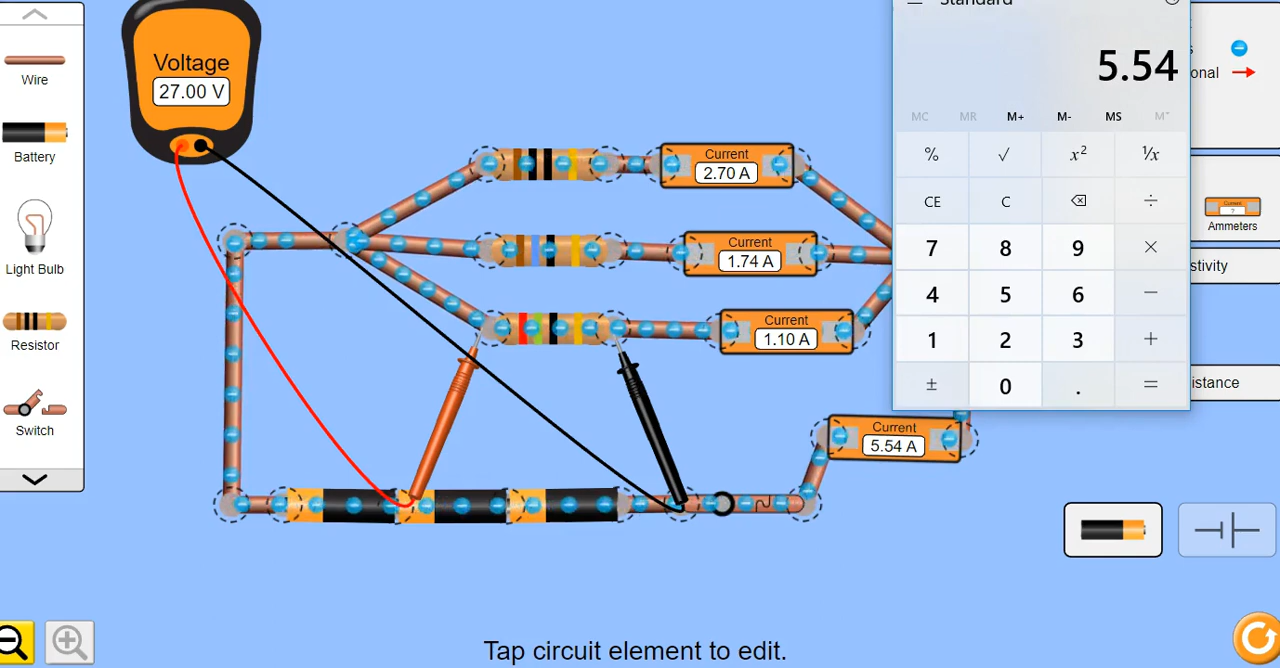 Wire
Battery
Light Bulb
Resistor
Switch
Voltage
27.00 V
Current
2.70 A
Current
1.74 A
Current
1.10 A
Current
5.54 A
Standard
5.54
MC MR M+ M- MS M˅
% √ x² ¹/x
CE C ⌫ ÷
7 8 9 ×
4 5 6 −
1 2 3 +
± 0 . =
s
onal
Current
?
Ammeters
stivity
istance
Tap circuit element to edit.